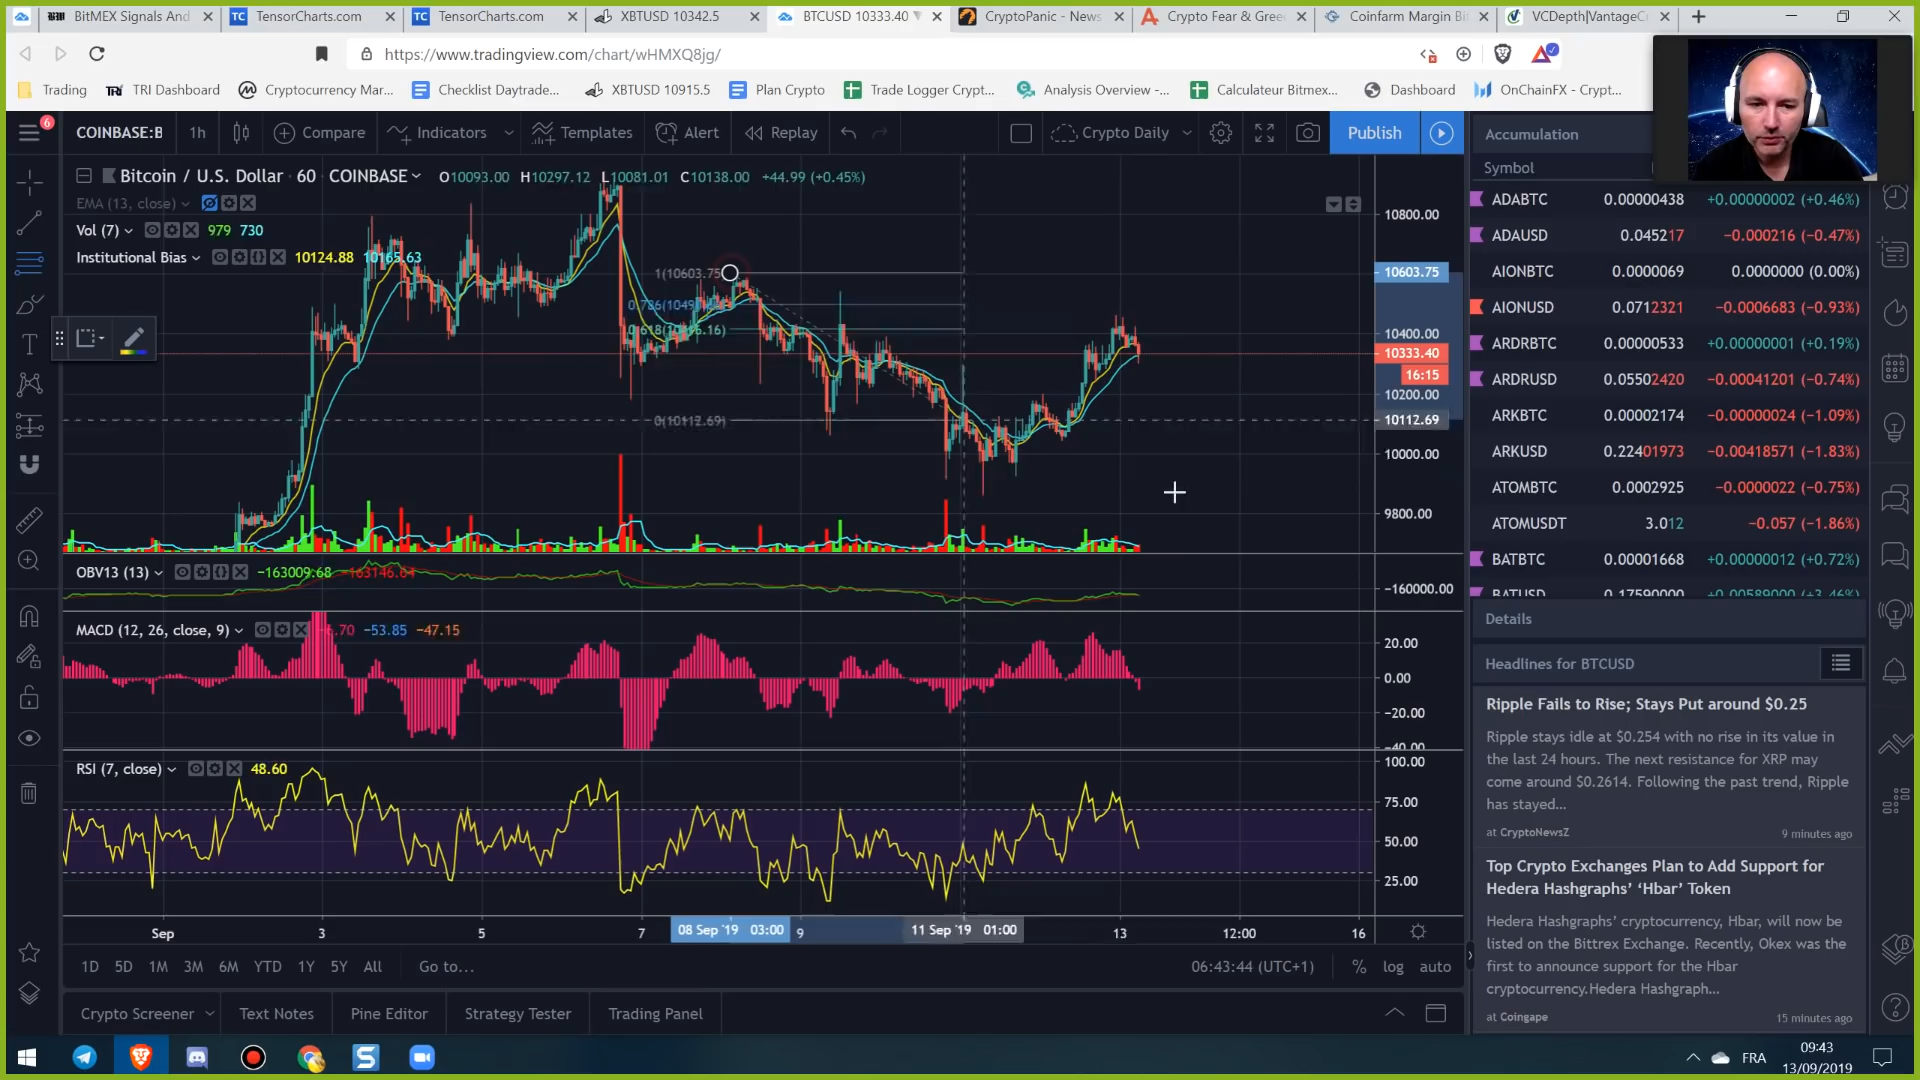 BitMEX Signals And
TensorCharts.com
TensorCharts.com
XBTUSD 10342.5
BTCUSD 10333.40
CryptoPanic - News
Crypto Fear & Gree
Coinfarm Margin Bi
VCDepth|VantageC
https://www.tradingview.com/chart/wHMXQ8jg/
Trading
TRI Dashboard
Cryptocurrency Mar...
Checklist Daytrade...
XBTUSD 10915.5
Plan Crypto
Trade Logger Crypt...
Analysis Overview -...
Calculateur Bitmex...
Dashboard
OnChainFX - Crypt...
6
COINBASE:B
1h
Compare
Indicators
Templates
Alert
Replay
Crypto Daily
Publish
Accumulation
Symbol
Bitcoin / U.S. Dollar · 60 COINBASE
O10093.00 H10297.12 L10081.01 C10138.00 +44.99 (+0.45%)
EMA (13, close)
Vol (7) 979 730
Institutional Bias 10124.88 10165.63
1(10603.75
0(10112.69)
10800.00
10603.75
10400.00
10333.40
16:15
10200.00
10112.69
10000.00
9800.00
OBV13 (13) −163009.68
−160000.00
MACD (12, 26, close, 9) −53.85 −47.15
20.00
0.00
−20.00
−40.00
RSI (7, close) 48.60
100.00
75.00
50.00
25.00
Sep 3 5 7 08 Sep '19 03:00 9 11 Sep '19 01:00 13 12:00 16
1D 5D 1M 3M 6M YTD 1Y 5Y All Go to... 06:43:44 (UTC+1) % log auto
Crypto Screener Text Notes Pine Editor Strategy Tester Trading Panel
ADABTC 0.00000438 +0.00000002 (+0.46%)
ADAUSD 0.045217 −0.000216 (−0.47%)
AIONBTC 0.0000069 0.0000000 (0.00%)
AIONUSD 0.0712321 −0.0006683 (−0.93%)
ARDRBTC 0.00000533 +0.00000001 (+0.19%)
ARDRUSD 0.05502420 −0.00041201 (−0.74%)
ARKBTC 0.00002174 −0.00000024 (−1.09%)
ARKUSD 0.22401973 −0.00418571 (−1.83%)
ATOMBTC 0.0002925 −0.0000022 (−0.75%)
ATOMUSDT 3.012 −0.057 (−1.86%)
BATBTC 0.00001668 +0.00000012 (+0.72%)
BATUSD 0.17590000 +0.00589000 (+3.46%)
Details
Headlines for BTCUSD
Ripple Fails to Rise; Stays Put around $0.25
Ripple stays idle at $0.254 with no rise in its value in
the last 24 hours. The next resistance for XRP may
come around $0.2614. Following the past trend, Ripple
has stayed...
at CryptoNewsZ 9 minutes ago
Top Crypto Exchanges Plan to Add Support for
Hedera Hashgraphs' 'Hbar' Token
Hedera Hashgraphs' cryptocurrency, Hbar, will now be
listed on the Bittrex Exchange. Recently, Okex was the
first to announce support for the Hbar
cryptocurrency.Hedera Hashgraph...
at Coingape 15 minutes ago
FRA
09:43
13/09/2019